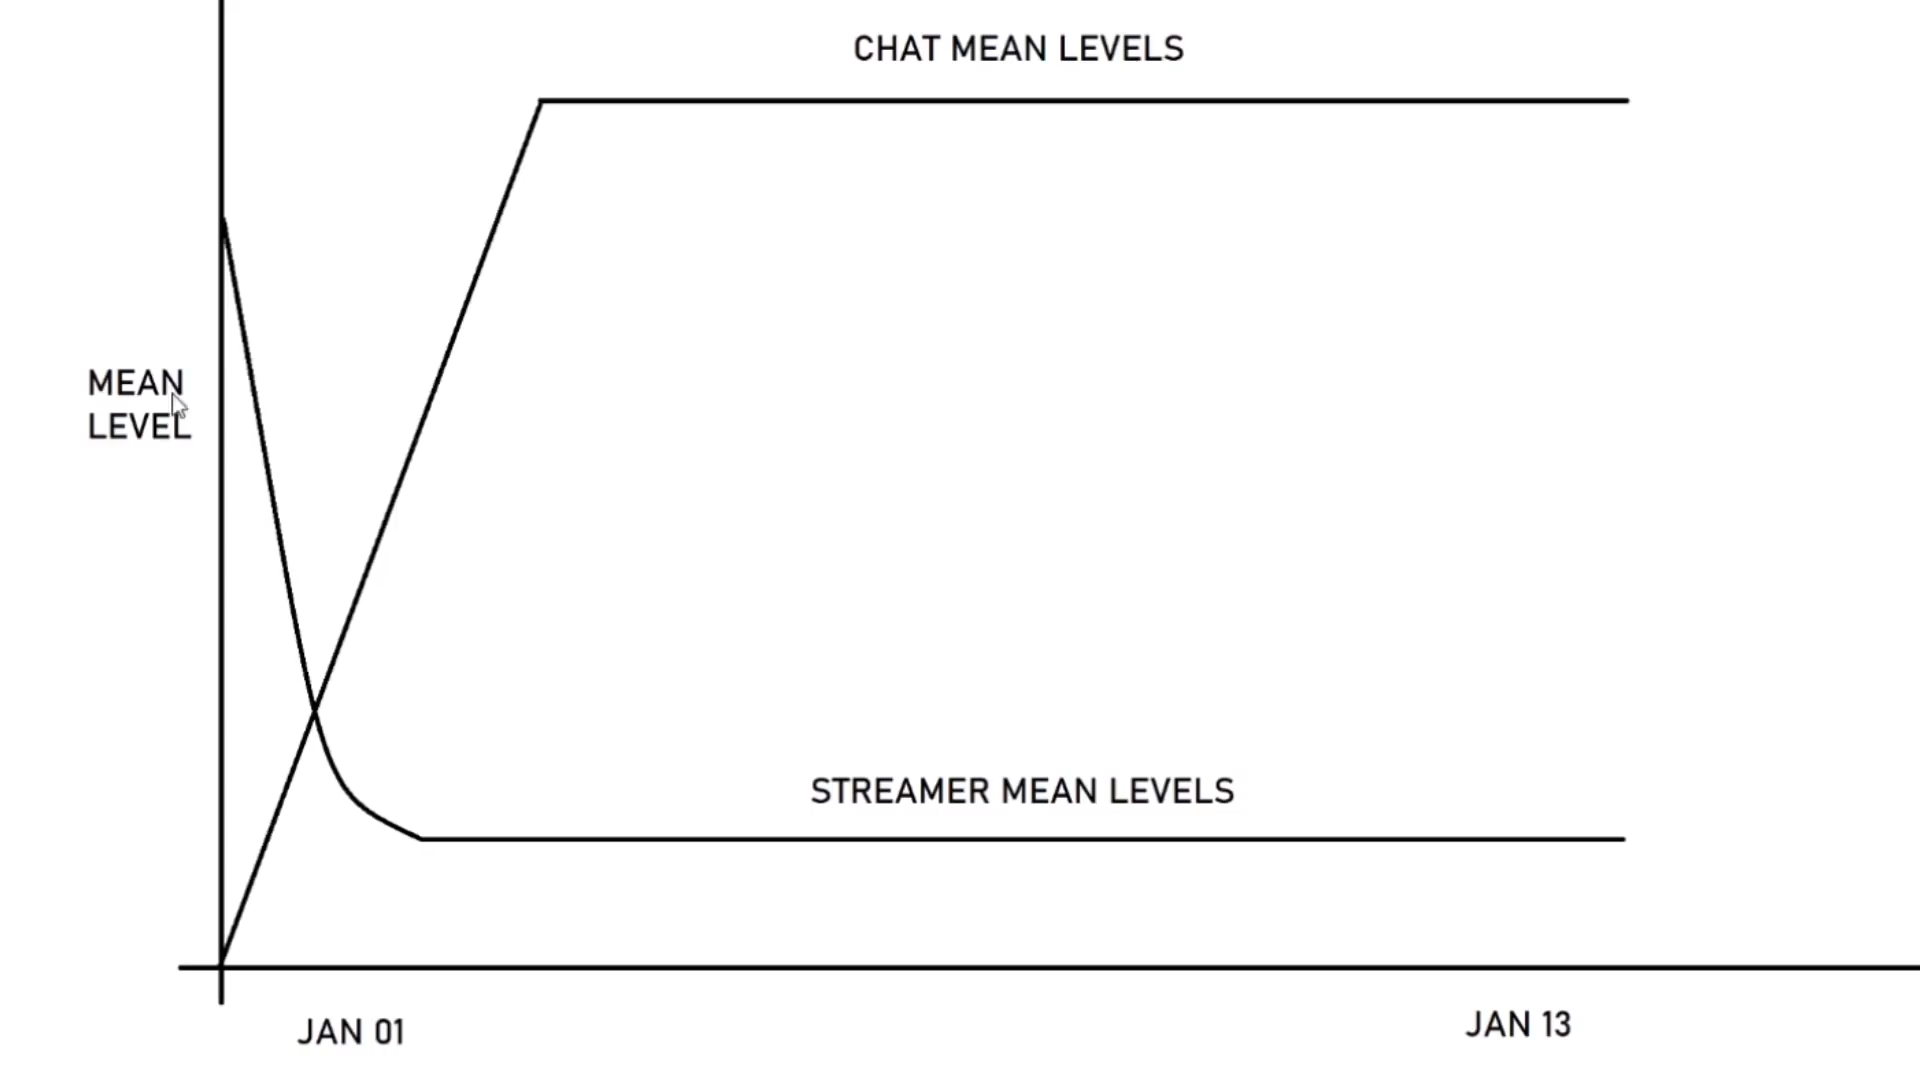 CHAT MEAN LEVELS
MEAN
LEVEL
STREAMER MEAN LEVELS
JAN 01
JAN 13